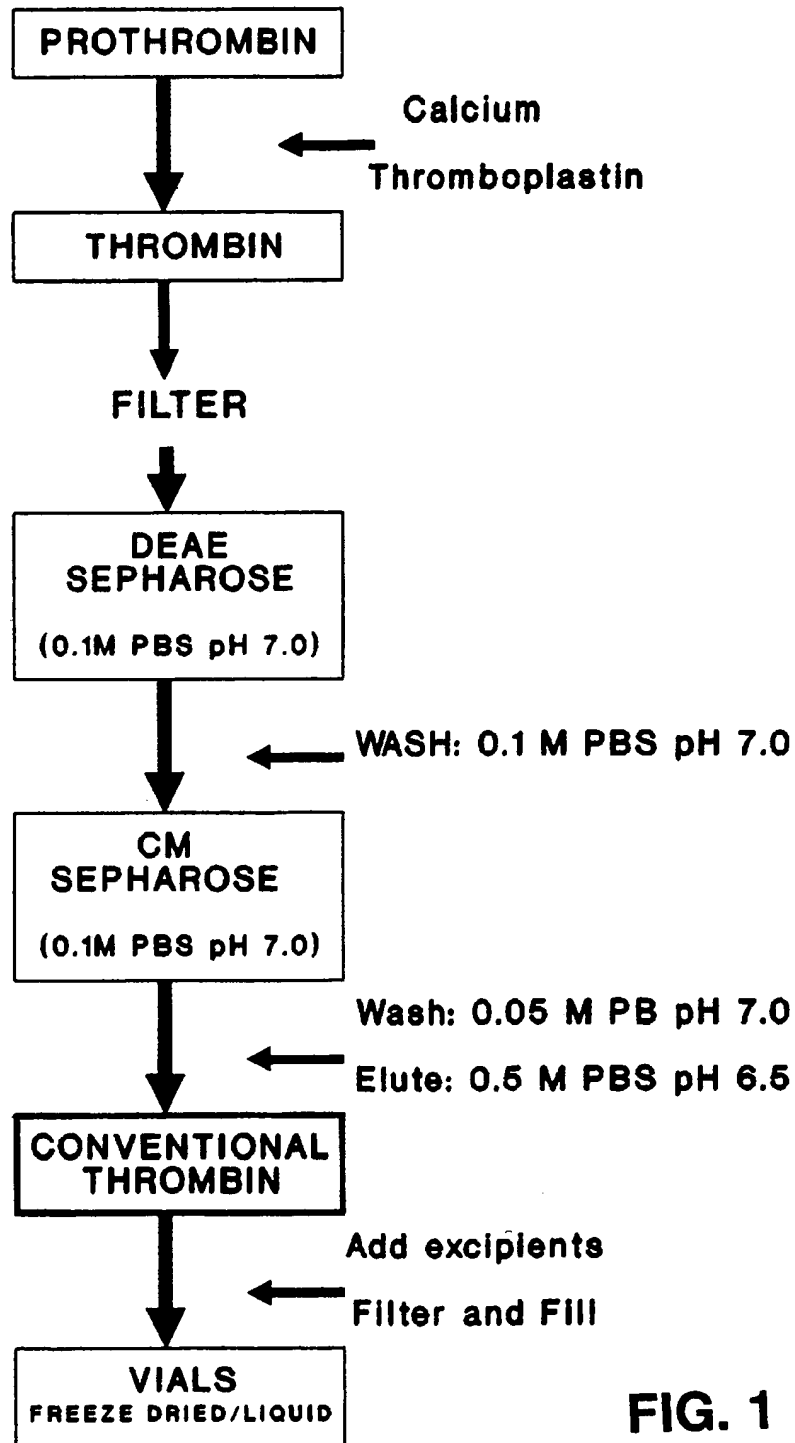 PROTHROMBIN
Calcium
Thromboplastin
THROMBIN
FILTER
DEAE
SEPHAROSE
(0.1M PBS pH 7.0)
WASH: 0.1 M PBS pH 7.0
CM
SEPHAROSE
(0.1M PBS pH 7.0)
Wash: 0.05 M PB pH 7.0
Elute: 0.5 M PBS pH 6.5
CONVENTIONAL
THROMBIN
Add excipients
Filter and Fill
VIALS
FREEZE DRIED/LIQUID
FIG. 1